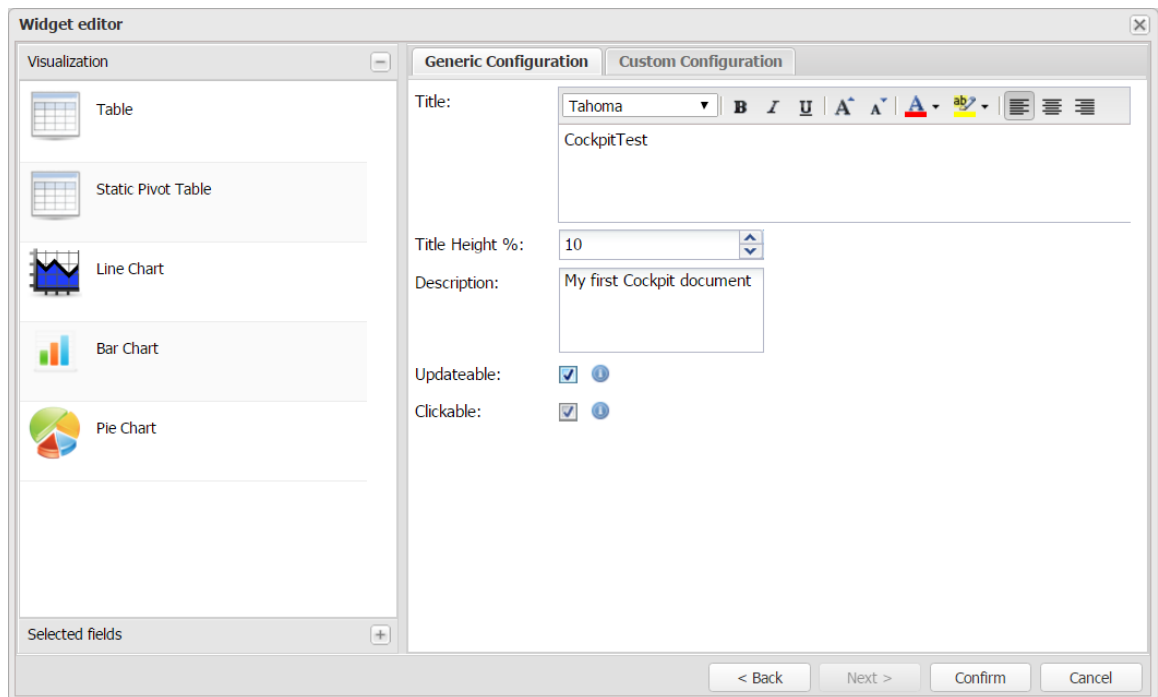 Widget editor
Visualization
Table
Static Pivot Table
Line Chart
Bar Chart
Pie Chart
Selected fields
Generic Configuration
Custom Configuration
Title:
Tahoma
B I U A A A ab
CockpitTest
Title Height %:
10
Description:
My first Cockpit document
Updateable:
Clickable:
< Back
Next >
Confirm
Cancel